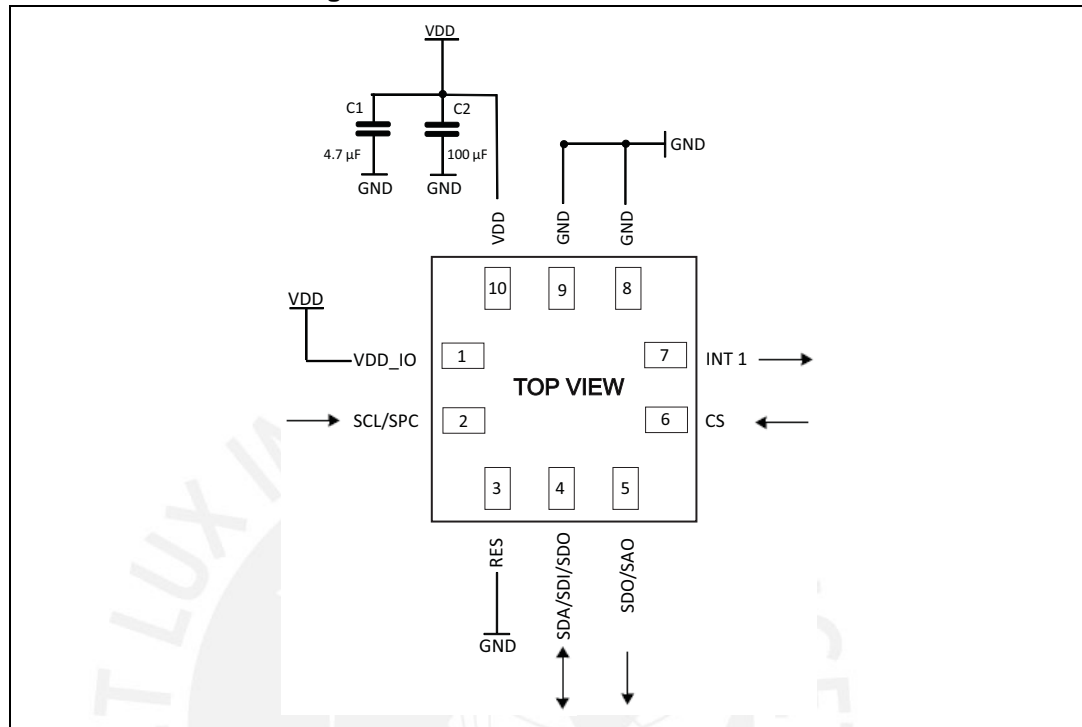 VDD
C1
C2
4.7 µF
100 µF
GND
GND
GND
VDD
GND
GND
10
9
8
VDD
VDD_IO
1
7
INT 1
TOP VIEW
SCL/SPC
2
6
CS
3
4
5
RES
SDA/SDI/SDO
SDO/SAO
GND